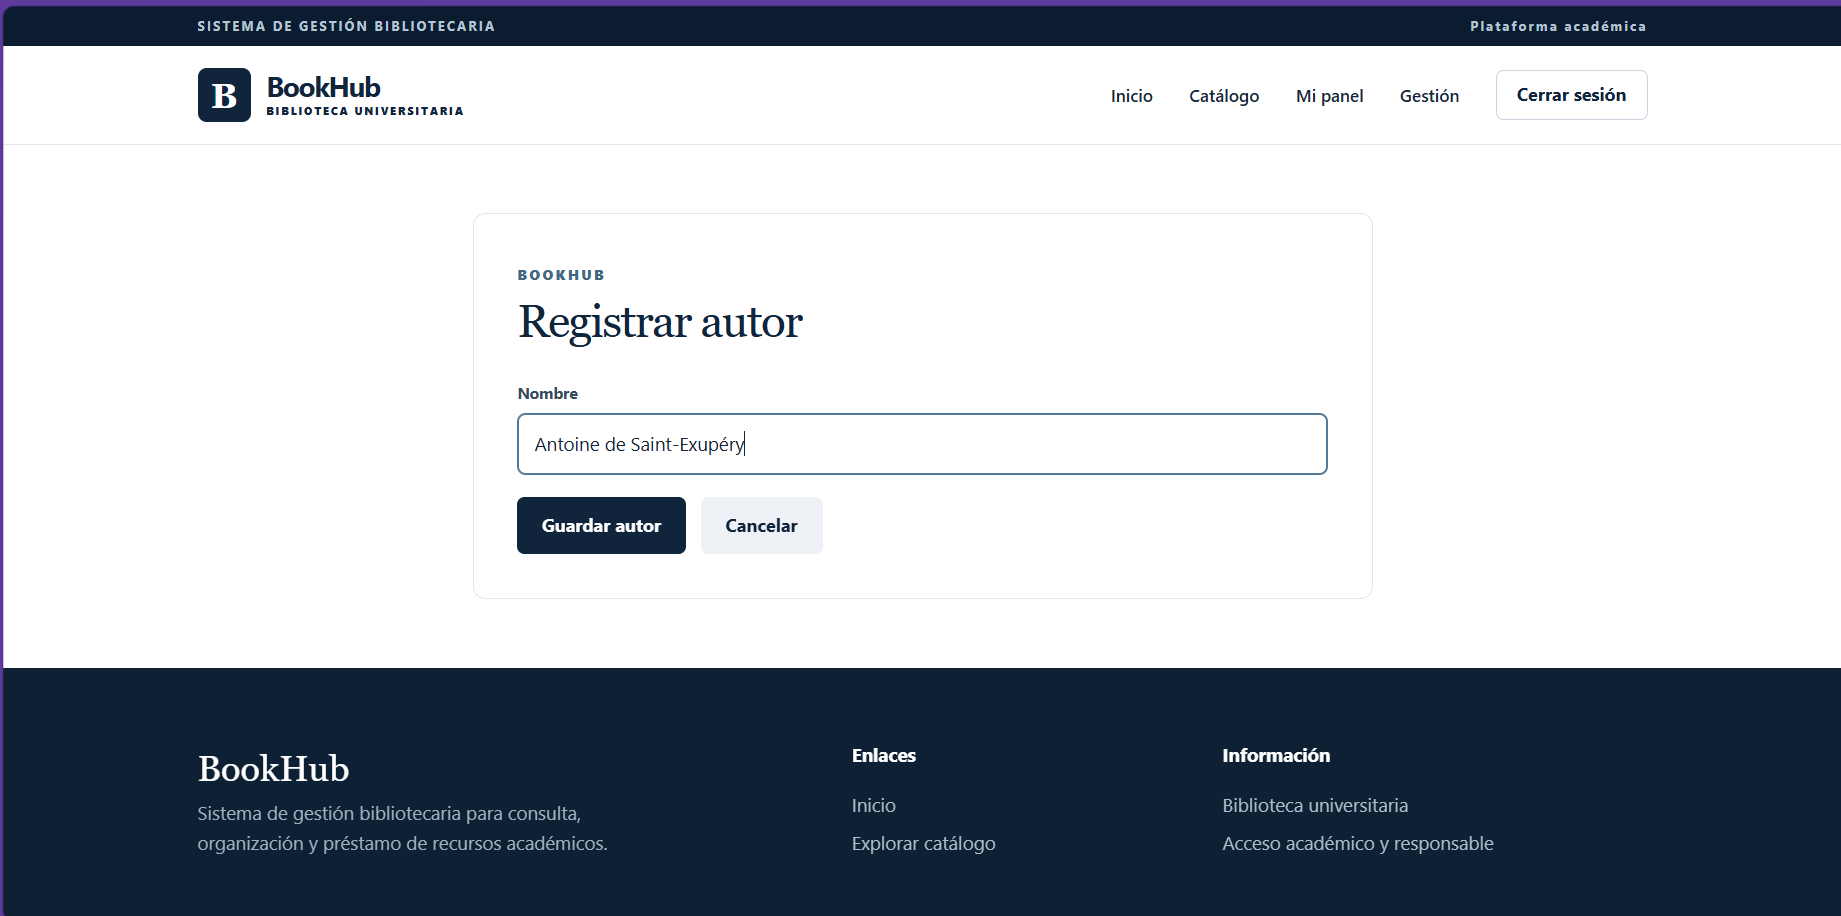 SISTEMA DE GESTIÓN BIBLIOTECARIA
Plataforma académica
B
BookHub
BIBLIOTECA UNIVERSITARIA
Inicio
Catálogo
Mi panel
Gestión
Cerrar sesión
BOOKHUB
Registrar autor
Nombre
Antoine de Saint-Exupéry
Guardar autor
Cancelar
BookHub
Sistema de gestión bibliotecaria para consulta,
organización y préstamo de recursos académicos.
Enlaces
Inicio
Explorar catálogo
Información
Biblioteca universitaria
Acceso académico y responsable